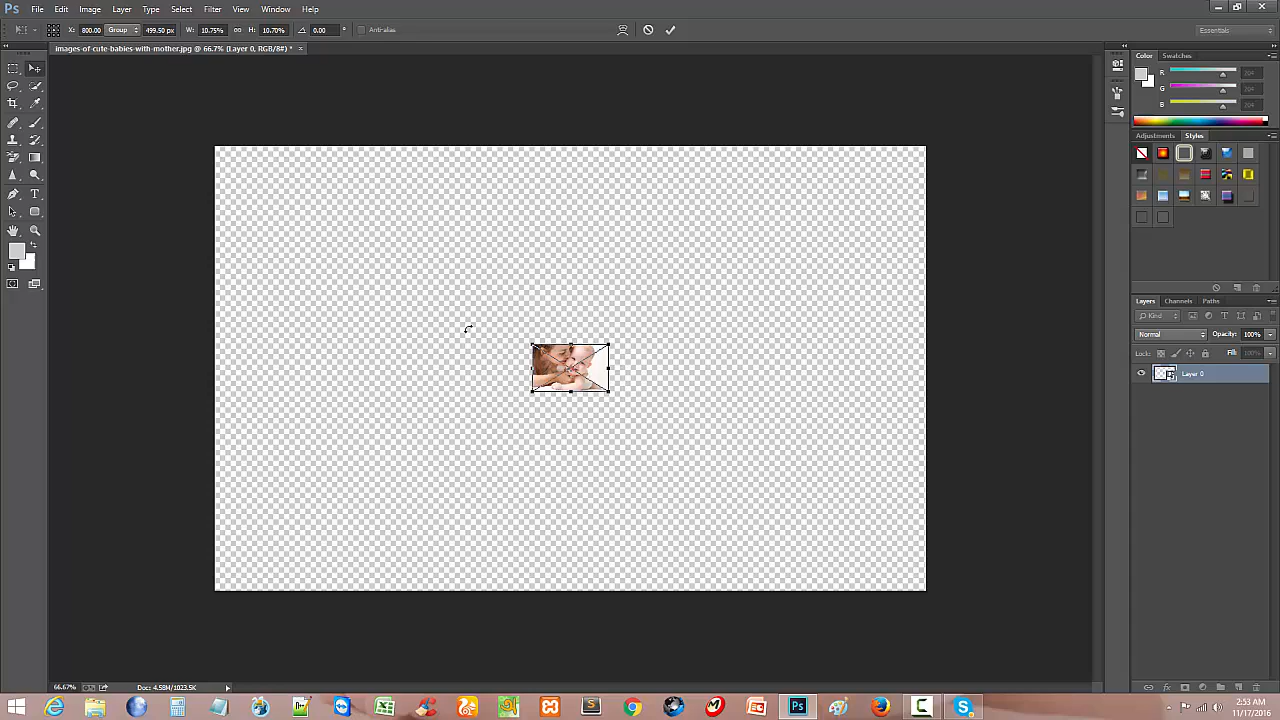 Ps File Edit Image Layer Type Select Filter View Window Help
X: 800.00 Group 499.50 px W: 10.75% H: 10.70% 0.00 ° Anti-alias Essentials
images-of-cute-babies-with-mother.jpg @ 66.7% (Layer 0, RGB/8#) * ×
Color Swatches
R 204
G 204
B 204
Adjustments Styles
Layers Channels Paths
Kind
Normal Opacity: 100%
Lock: Fill: 100%
Layer 0
66.67% Doc: 4.58M/1023.5K
2:53 AM
11/17/2016